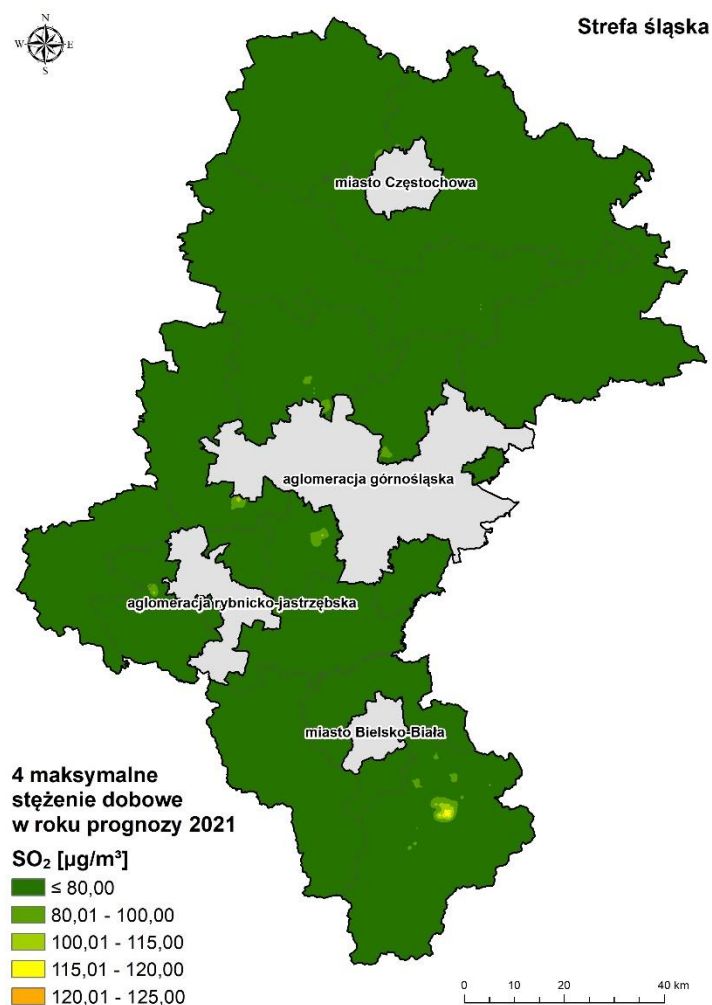 Strefa śląska
N
W E
S
miasto Częstochowa
aglomeracja górnośląska
aglomeracja rybnicko-jastrzębska
miasto Bielsko-Biała
4 maksymalne
stężenie dobowe
w roku prognozy 2021
SO₂ [µg/m³]
≤ 80,00
80,01 - 100,00
100,01 - 115,00
115,01 - 120,00
120,01 - 125,00
0 10 20 40 km